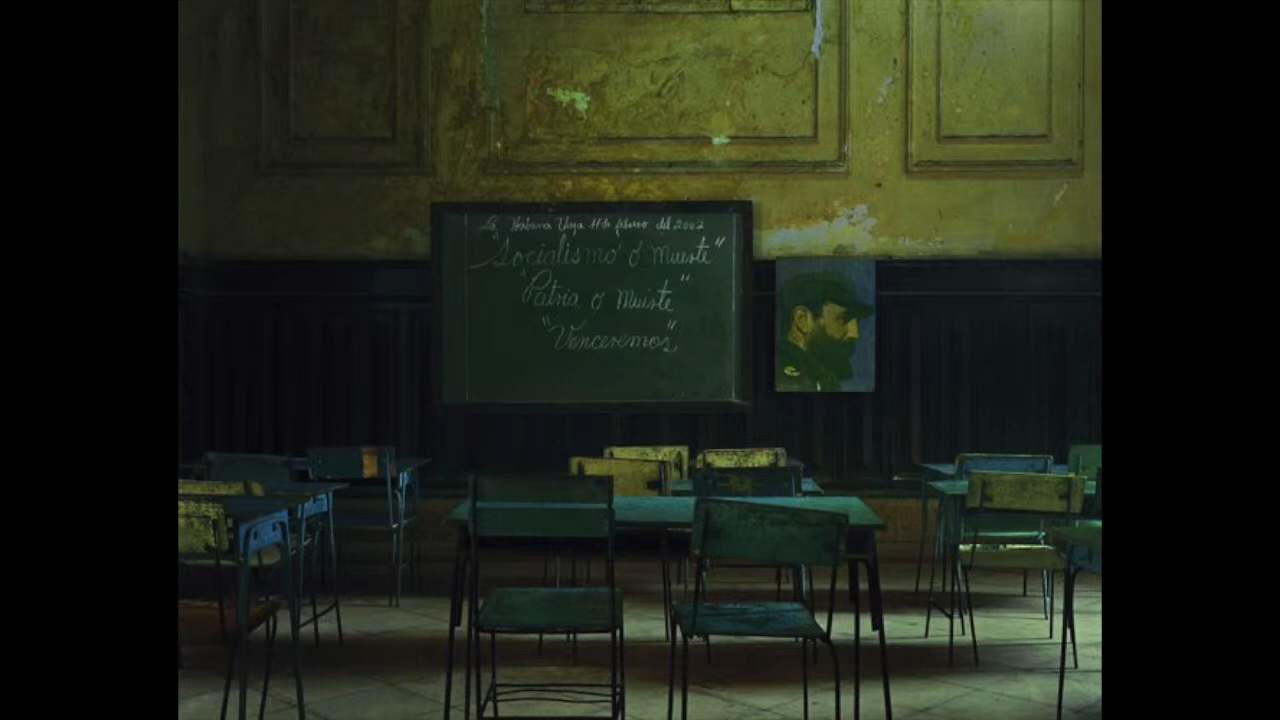 La Habana Vieja 11 de febrero del 2002
"Socialismo ó Muerte"
"Patria ó Muerte"
"Venceremos"